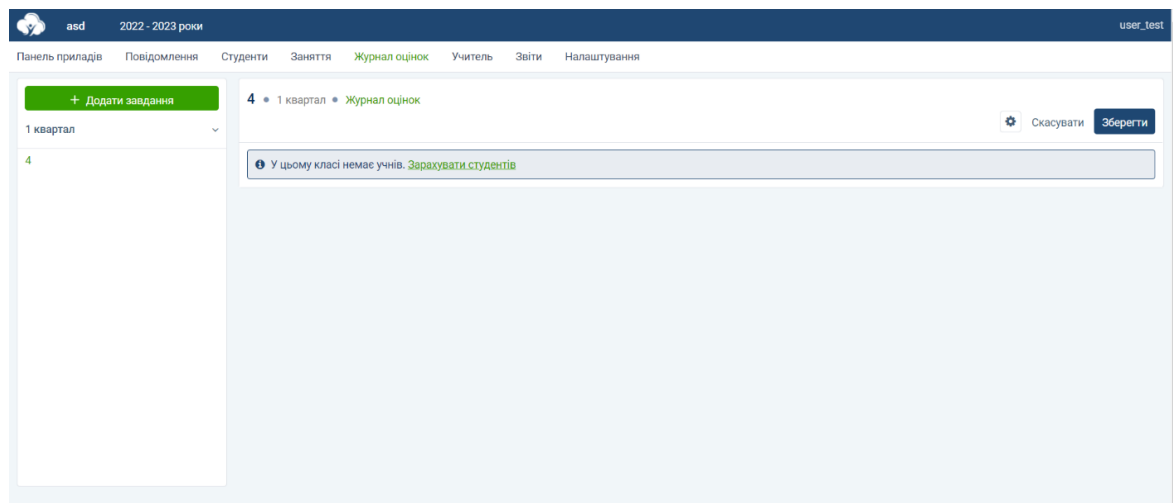 asd 2022 - 2023 роки user_test
Панель приладів Повідомлення Студенти Заняття Журнал оцінок Учитель Звіти Налаштування
+ Додати завдання
1 квартал
4
4 • 1 квартал • Журнал оцінок
Скасувати Зберегти
У цьому класі немає учнів. Зарахувати студентів